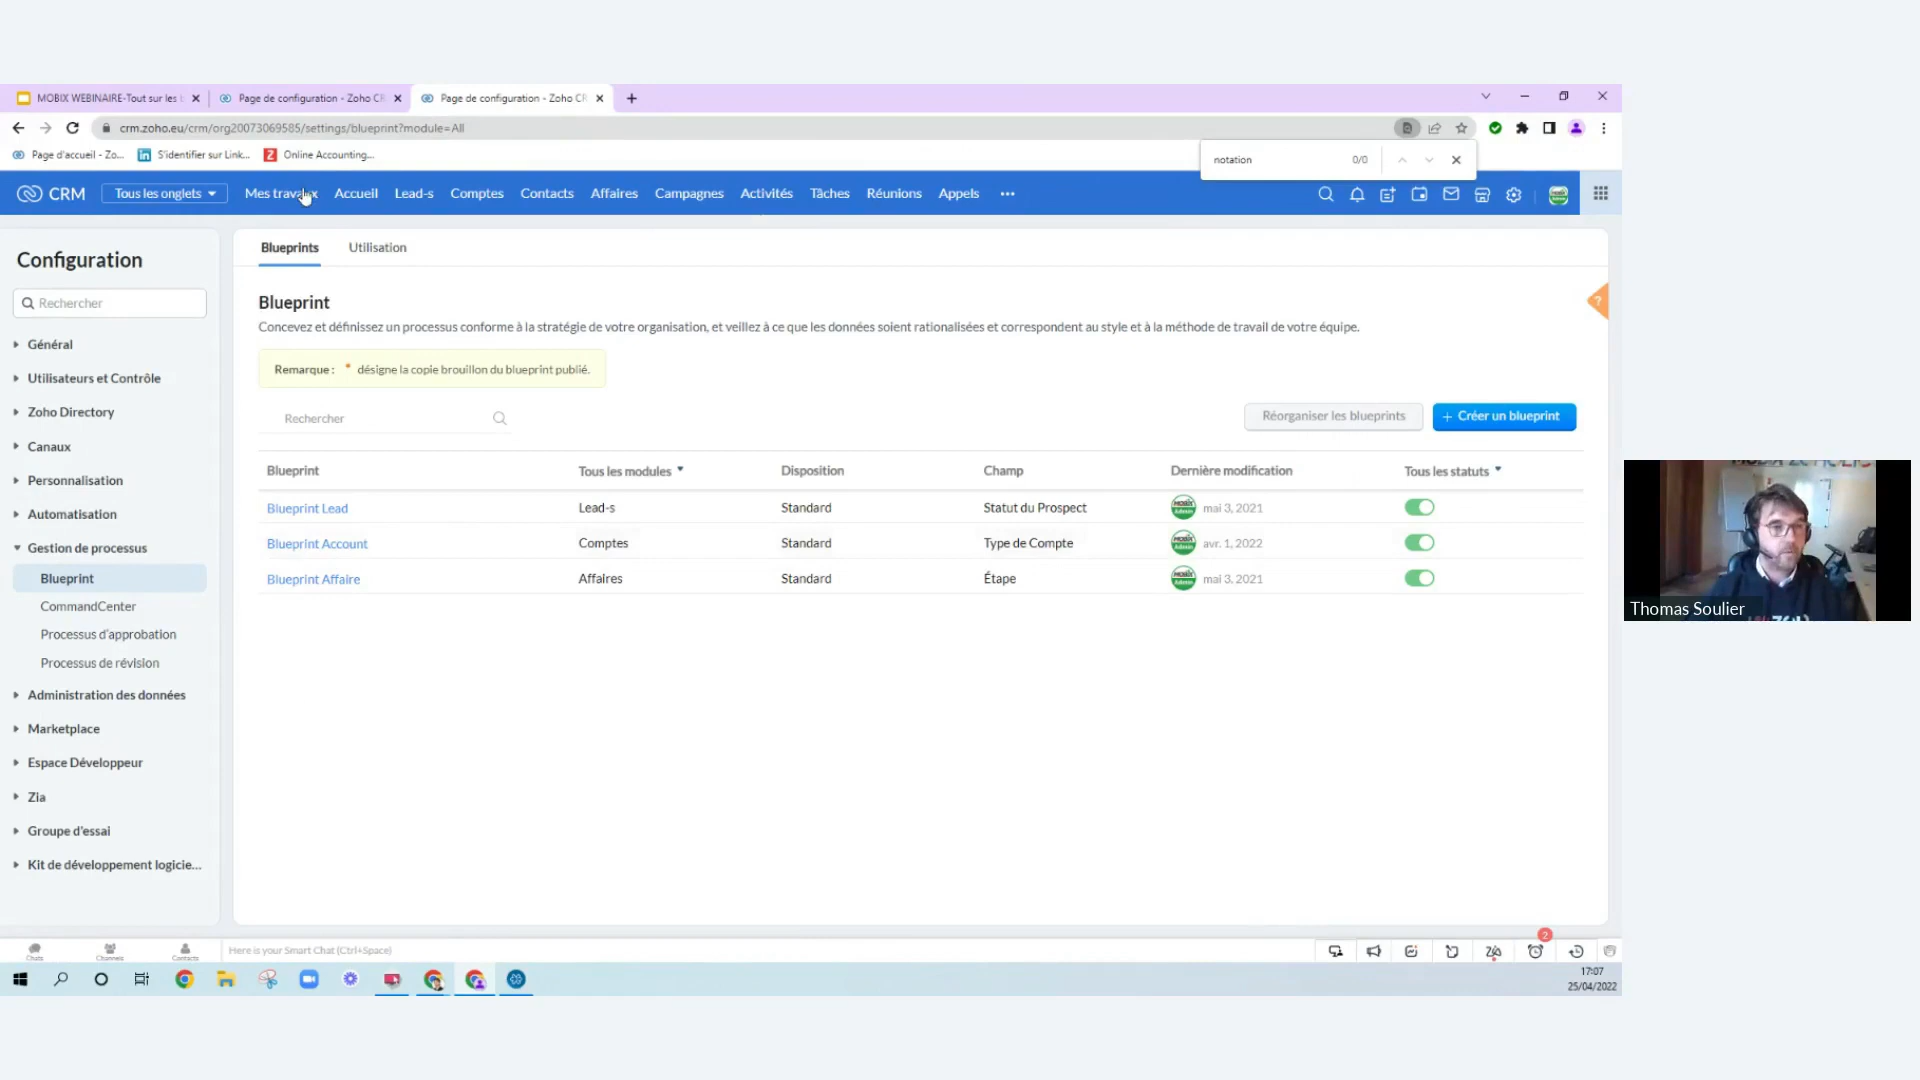 MOBIX WEBINAIRE-Tout sur les
Page de configuration - Zoho CR
Page de configuration - Zoho CR
crm.zoho.eu/crm/org20073069585/settings/blueprint?module=All
Page d'accueil - Zo...
S'identifier sur Link...
Online Accounting...
notation
0/0
CRM
Tous les onglets
Mes travaux
Accueil
Lead-s
Comptes
Contacts
Affaires
Campagnes
Activités
Tâches
Réunions
Appels
Configuration
Rechercher
Général
Utilisateurs et Contrôle
Zoho Directory
Canaux
Personnalisation
Automatisation
Gestion de processus
Blueprint
CommandCenter
Processus d'approbation
Processus de révision
Administration des données
Marketplace
Espace Développeur
Zia
Groupe d'essai
Kit de développement logicie...
Blueprints
Utilisation
Blueprint
Concevez et définissez un processus conforme à la stratégie de votre organisation, et veillez à ce que les données soient rationalisées et correspondent au style et à la méthode de travail de votre équipe.
Remarque : * désigne la copie brouillon du blueprint publié.
Rechercher
Réorganiser les blueprints
+ Créer un blueprint
?
Blueprint Tous les modules Disposition Champ Dernière modification Tous les statuts
Blueprint Lead Lead-s Standard Statut du Prospect mai 3, 2021
Blueprint Account Comptes Standard Type de Compte avr. 1, 2022
Blueprint Affaire Affaires Standard Étape mai 3, 2021
Thomas Soulier
Chats
Channels
Contacts
Here is your Smart Chat (Ctrl+Space)
2
17:07
25/04/2022